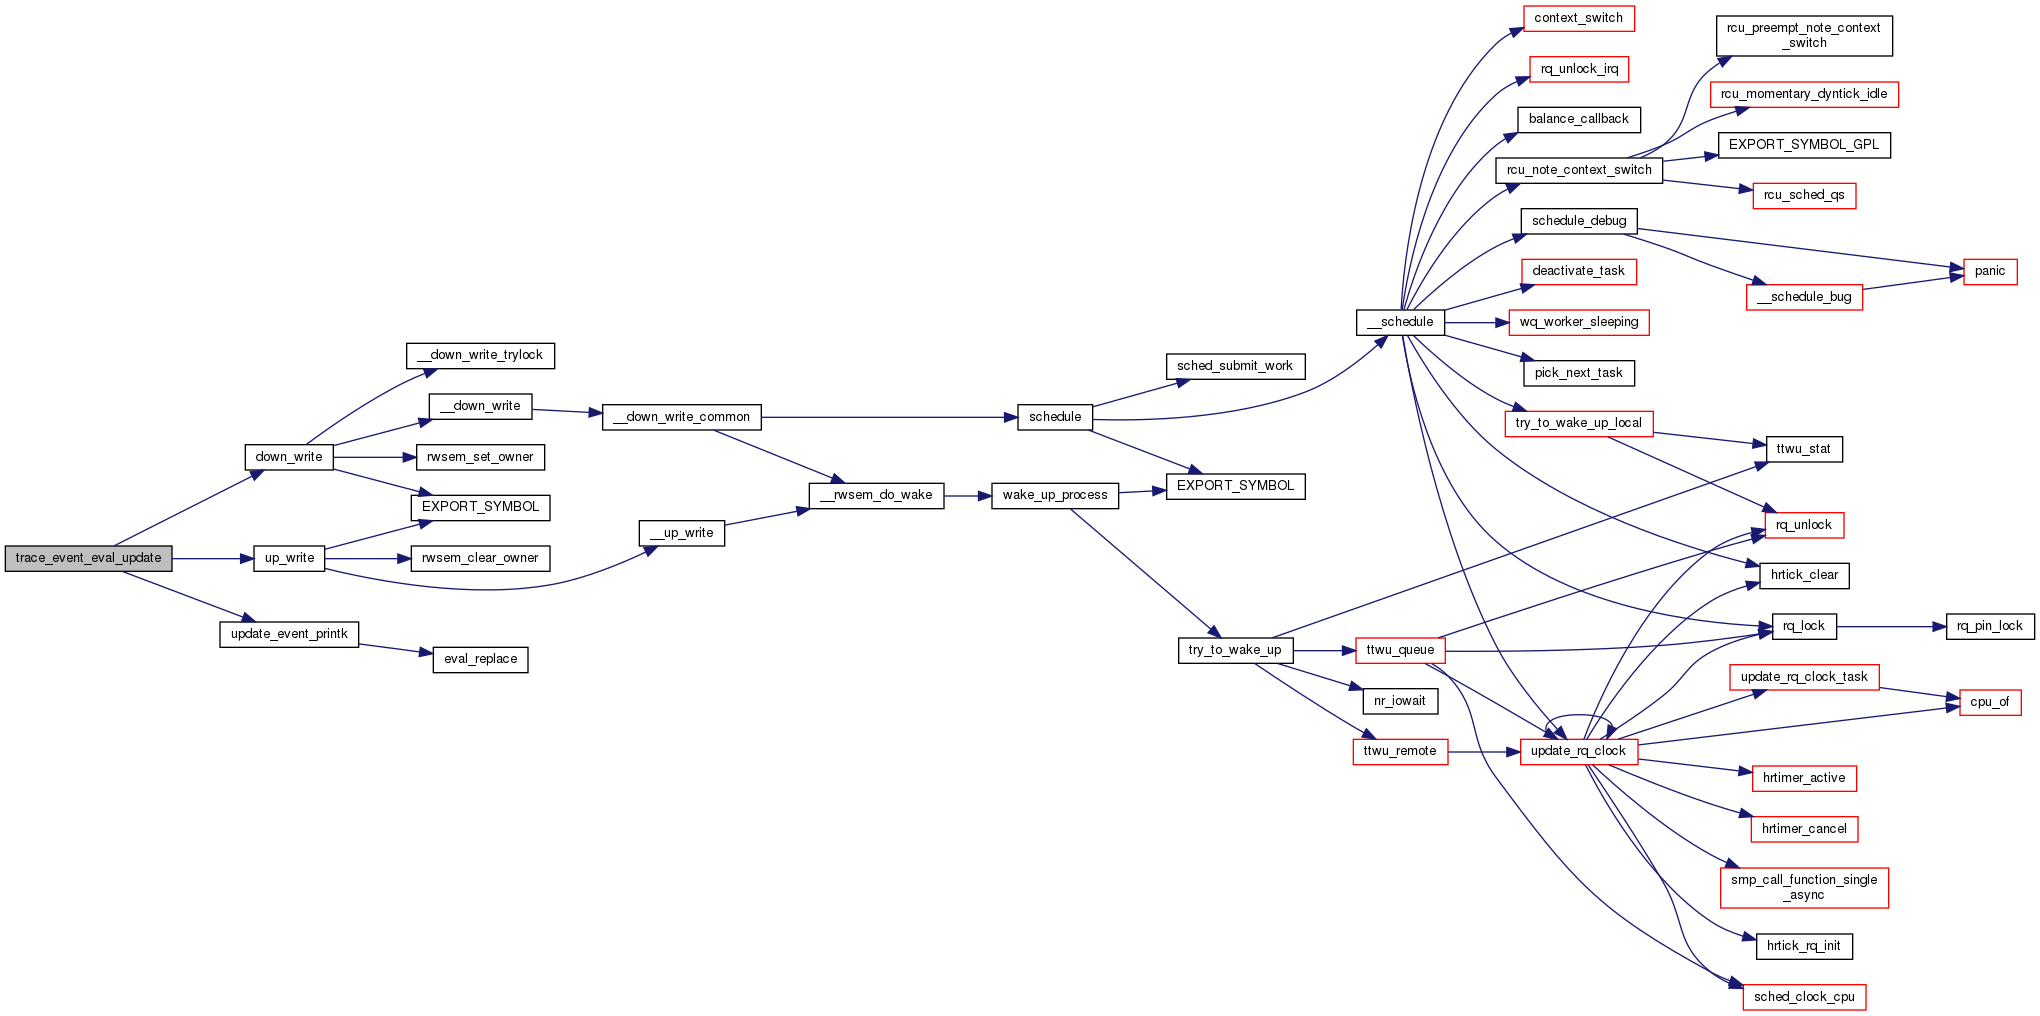 trace_event_eval_update
down_write
up_write
update_event_printk
__down_write_trylock
__down_write
rwsem_set_owner
EXPORT_SYMBOL
rwsem_clear_owner
eval_replace
__down_write_common
__up_write
__rwsem_do_wake
schedule
wake_up_process
sched_submit_work
EXPORT_SYMBOL
try_to_wake_up
__schedule
ttwu_queue
nr_iowait
ttwu_remote
context_switch
rq_unlock_irq
balance_callback
rcu_note_context_switch
schedule_debug
deactivate_task
wq_worker_sleeping
pick_next_task
try_to_wake_up_local
update_rq_clock
rcu_preempt_note_context
_switch
rcu_momentary_dyntick_idle
EXPORT_SYMBOL_GPL
rcu_sched_qs
__schedule_bug
ttwu_stat
rq_unlock
hrtick_clear
rq_lock
update_rq_clock_task
hrtimer_active
hrtimer_cancel
smp_call_function_single
_async
hrtick_rq_init
sched_clock_cpu
panic
rq_pin_lock
cpu_of